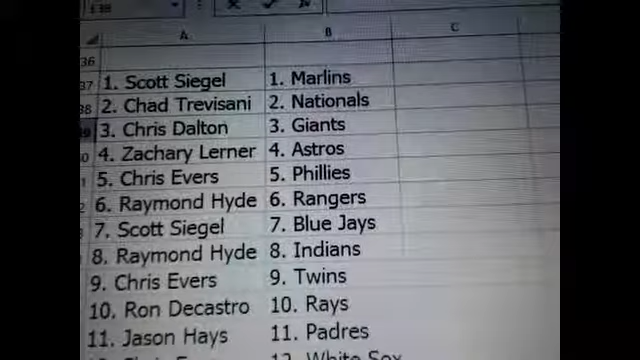 A B C
36
37 1. Scott Siegel 1. Marlins
38 2. Chad Trevisani 2. Nationals
3. Chris Dalton 3. Giants
4. Zachary Lerner 4. Astros
5. Chris Evers 5. Phillies
6. Raymond Hyde 6. Rangers
7. Scott Siegel 7. Blue Jays
8. Raymond Hyde 8. Indians
9. Chris Evers 9. Twins
10. Ron Decastro 10. Rays
11. Jason Hays 11. Padres
12. White Sox